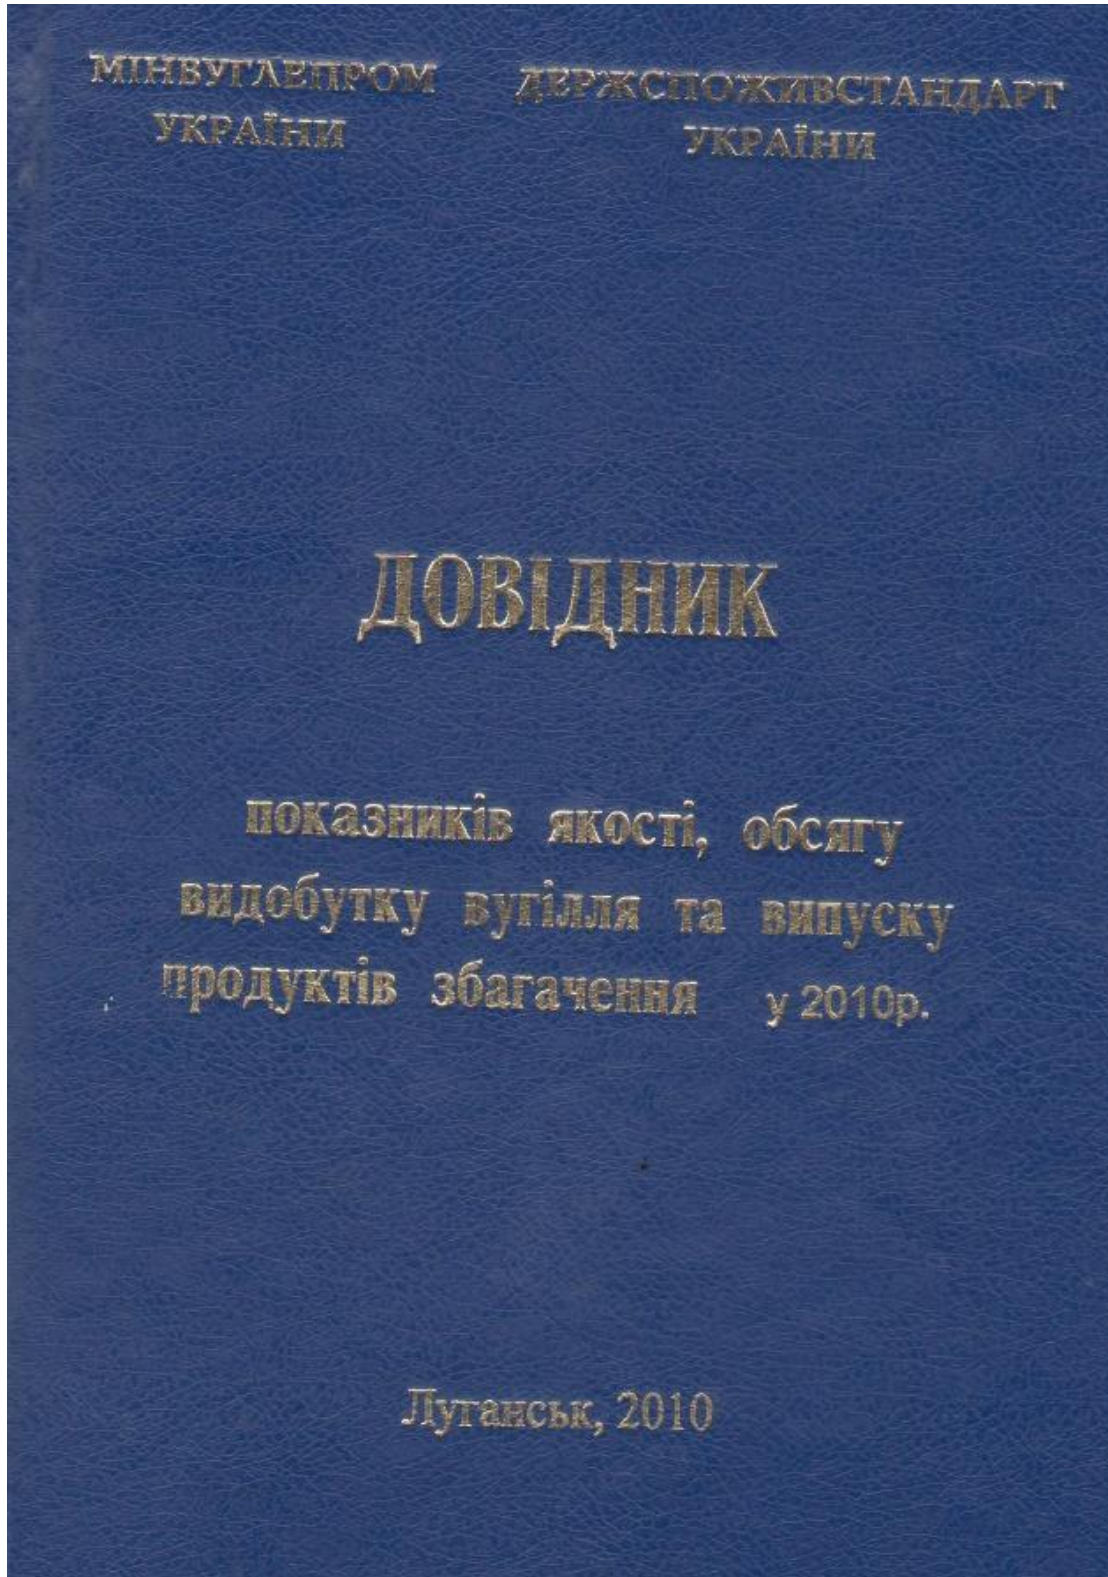 МІНВУГЛЕПРОМ
УКРАЇНИ
ДЕРЖСПОЖИВСТАНДАРТ
УКРАЇНИ
ДОВІДНИК
показників якості, обсягу
видобутку вугілля та випуску
продуктів збагачення у 2010р.
Луганськ, 2010